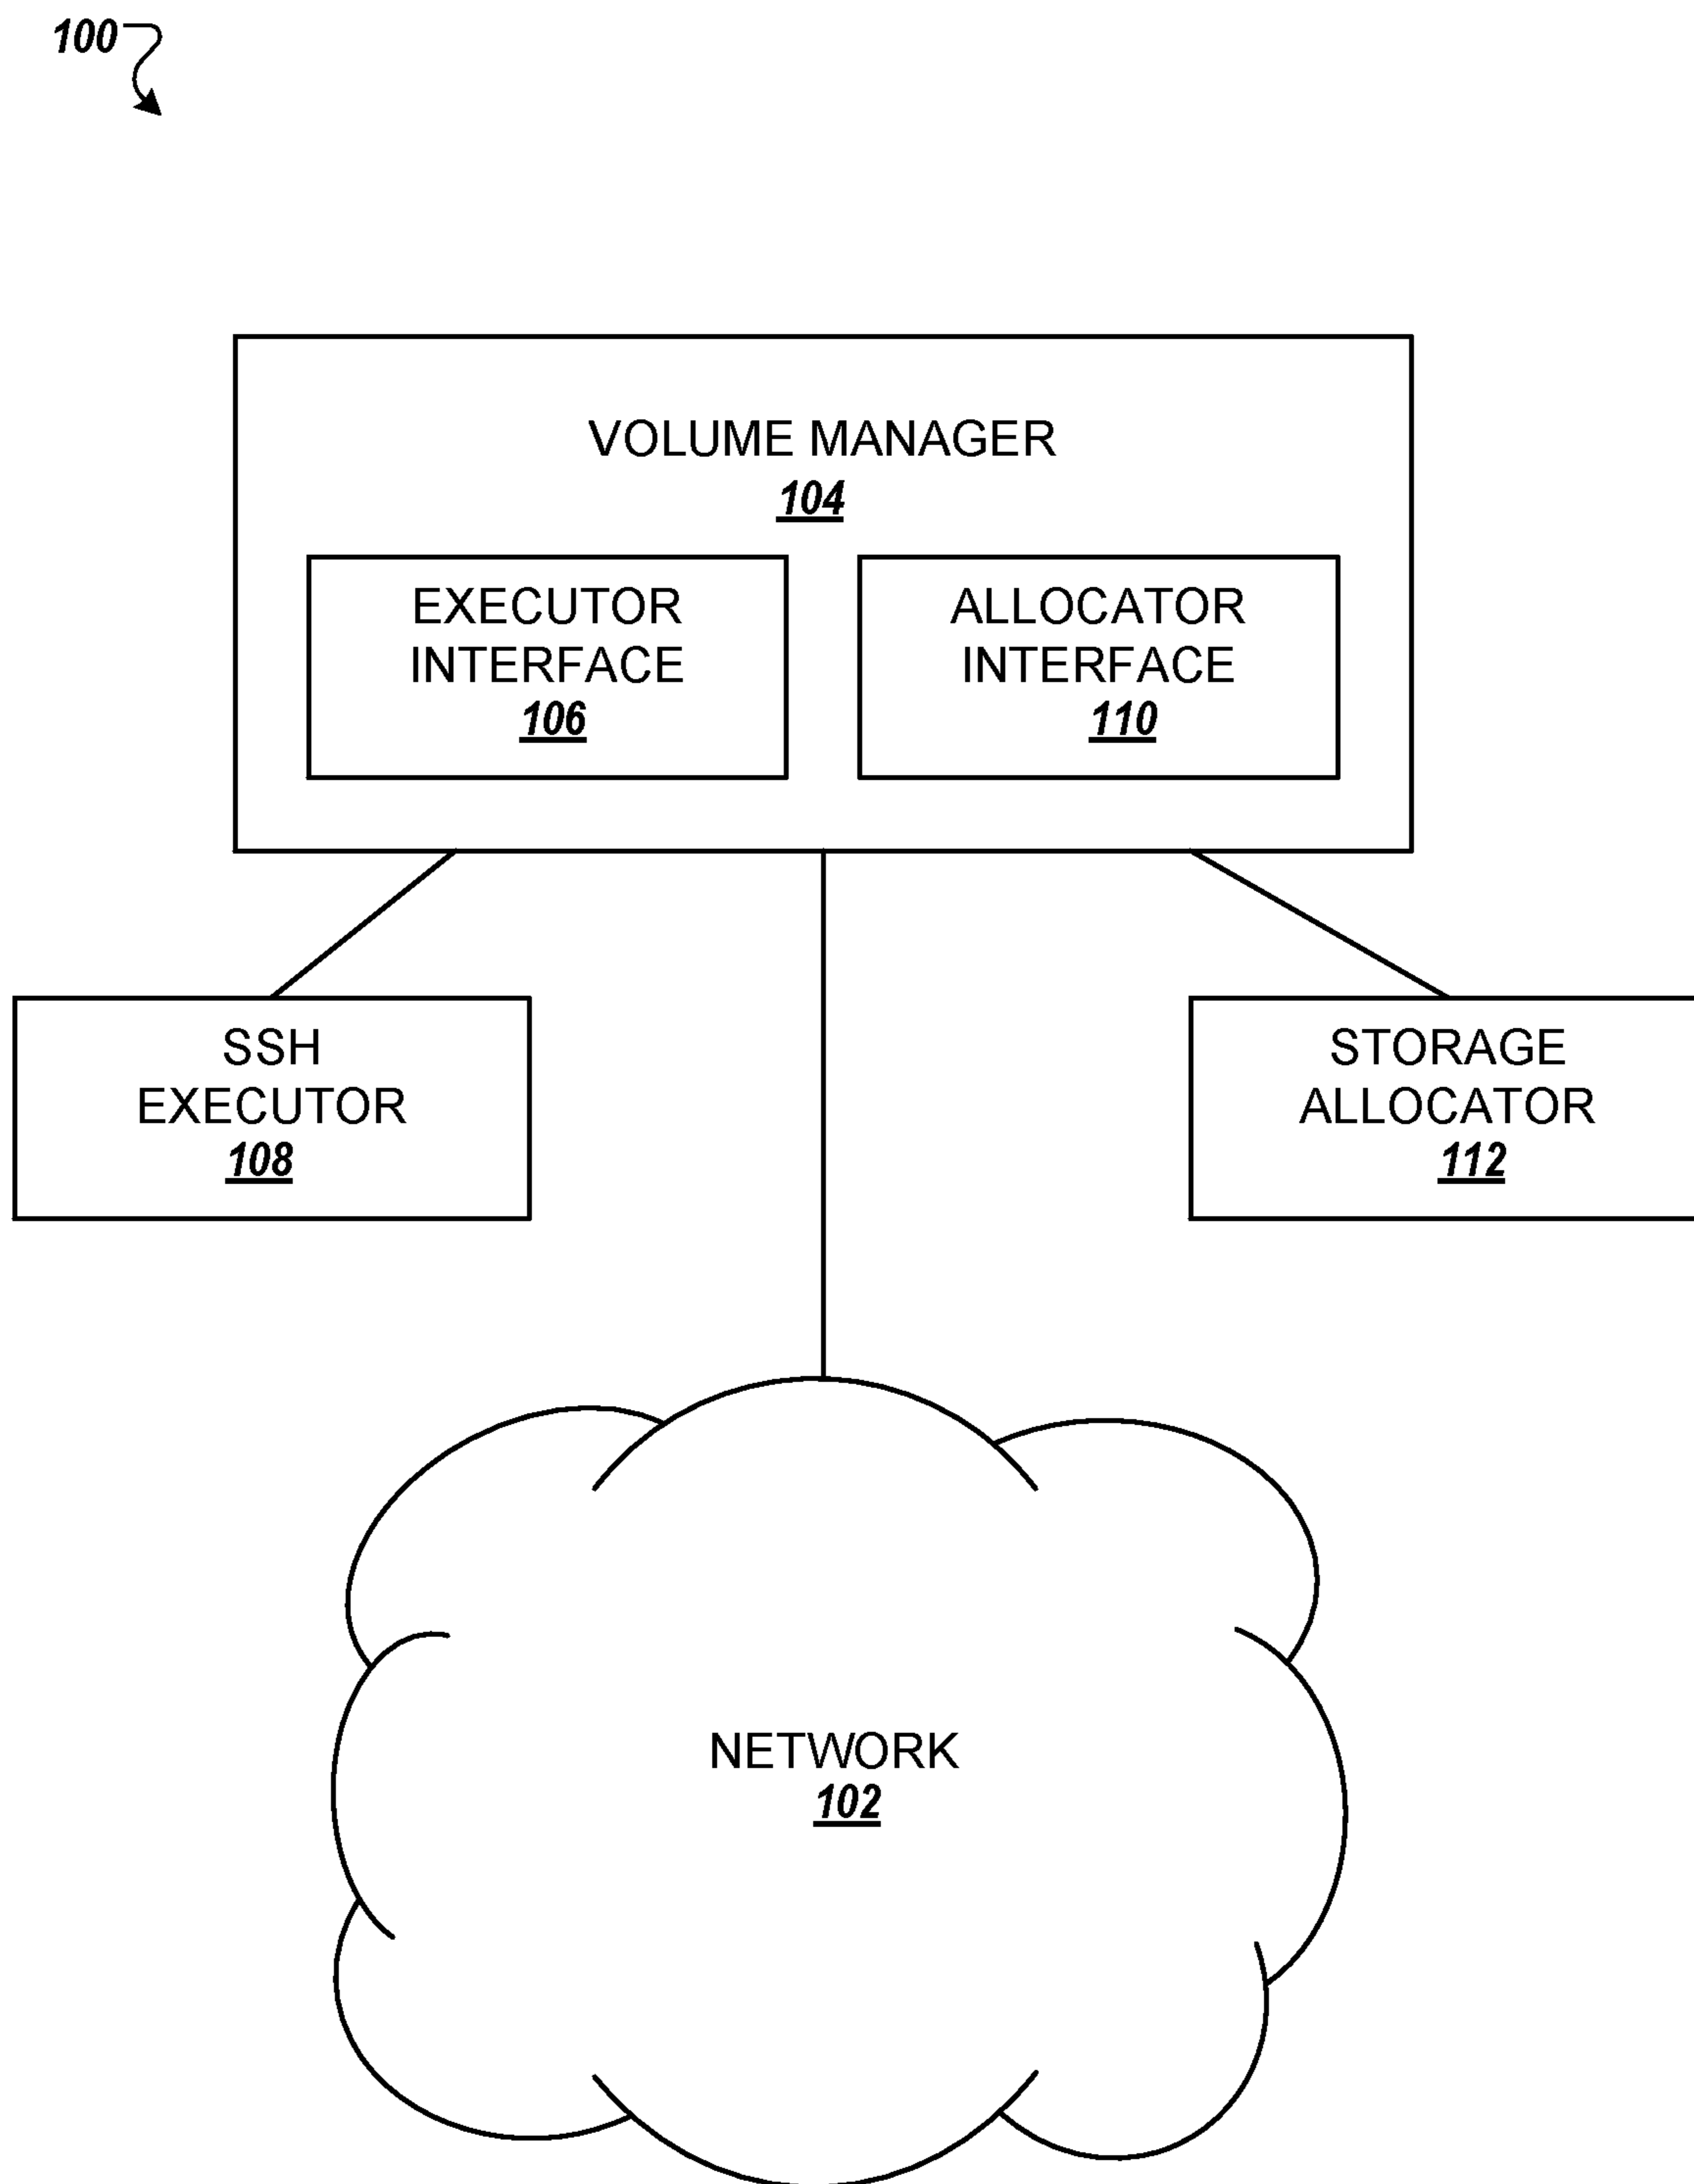 100
VOLUME MANAGER
104
EXECUTOR
INTERFACE
106
ALLOCATOR
INTERFACE
110
SSH
EXECUTOR
108
STORAGE
ALLOCATOR
112
NETWORK
102